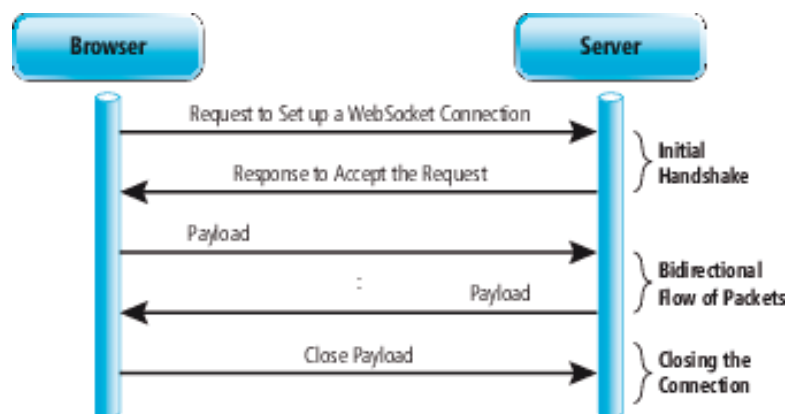 Browser
Server
Request to Set up a WebSocket Connection
Initial
Handshake
Response to Accept the Request
Payload
:
Bidirectional
Flow of Packets
Payload
Close Payload
Closing the
Connection